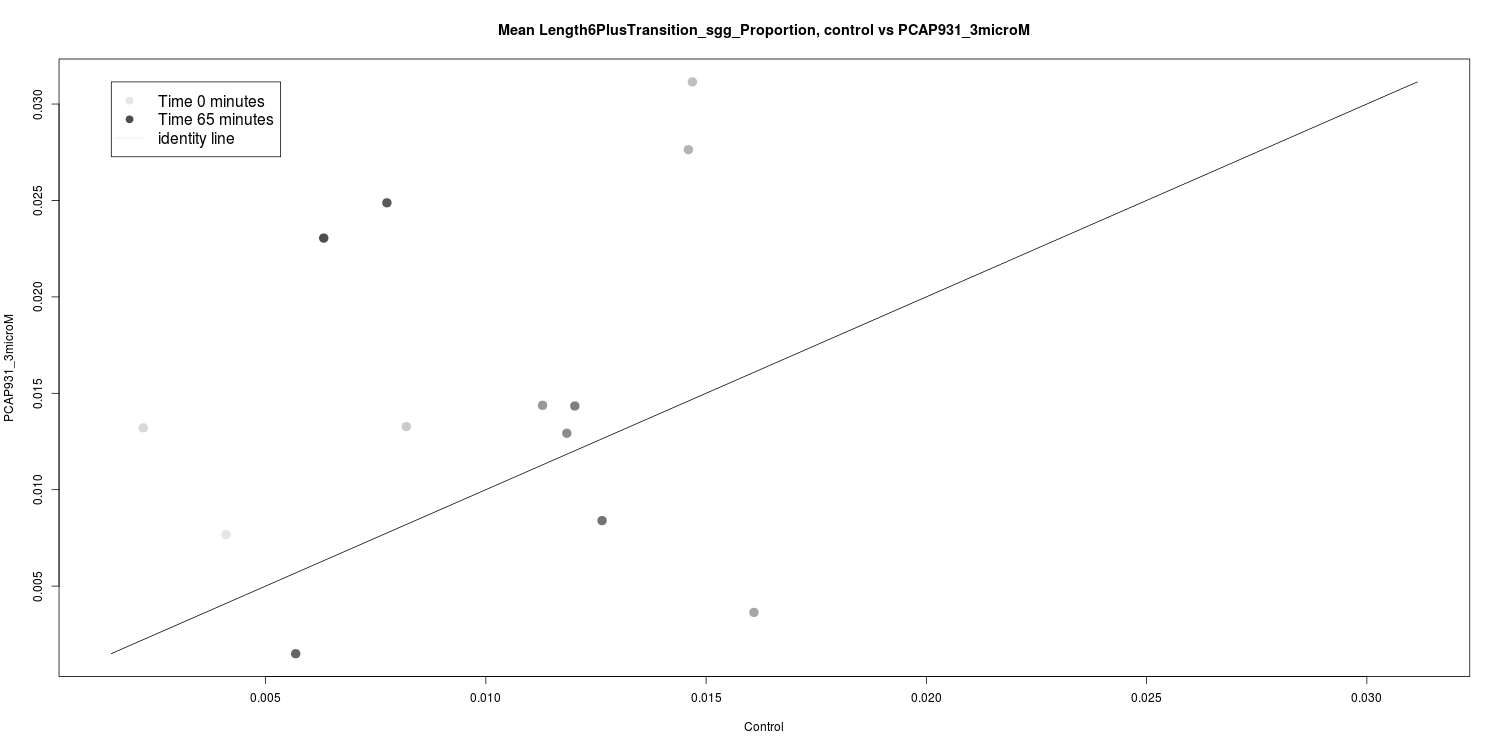 Mean Length6PlusTransition_sgg_Proportion, control vs PCAP931_3microM
Time 0 minutes
Time 65 minutes
identity line
0.030
0.025
0.020
0.015
0.010
0.005
PCAP931_3microM
0.005
0.010
0.015
0.020
0.025
0.030
Control